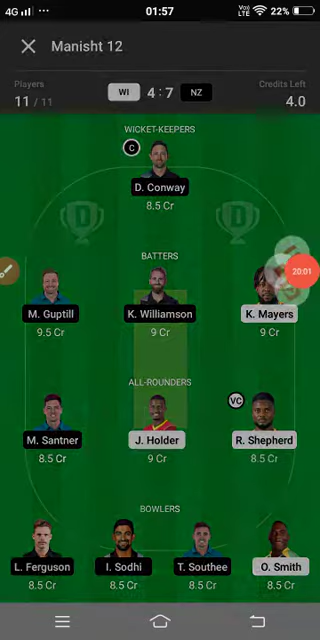 4G 01:57 Vo) LTE 22%
Manisht 12
Players Credits Left
11 / 11 WI 4 : 7 NZ 4.0
WICKET-KEEPERS
C
D. Conway
8.5 Cr
D D
BATTERS
20:01
M. Guptill K. Williamson K. Mayers
9.5 Cr 9 Cr 9 Cr
ALL-ROUNDERS
VC
M. Santner J. Holder R. Shepherd
8.5 Cr 9 Cr 8.5 Cr
BOWLERS
L. Ferguson I. Sodhi T. Southee O. Smith
8.5 Cr 8.5 Cr 8.5 Cr 8.5 Cr